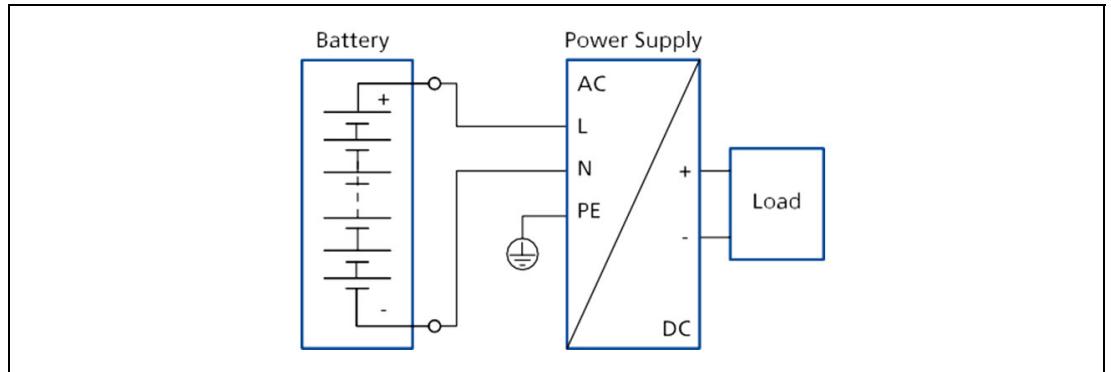 Battery
Power Supply
+
-
AC
L
N
PE
+
-
DC
Load